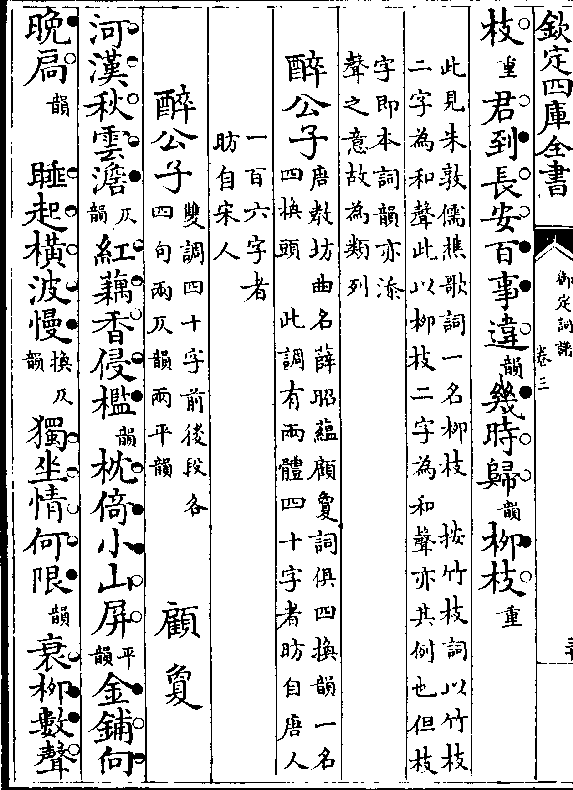 欽定四庫全書
御定詞譜
卷三
枝重君到長安百事違韻幾時歸韻柳枝重
此見朱敦儒樵歌詞一名柳枝 按竹枝詞以竹枝
二字為和聲此以柳枝二字為和聲亦其例也但枝
字即本詞韻亦添
聲之意故為類列
醉公子唐敎坊曲名薛昭藴顧夐詞俱四換韻一名
四換頭 此調有兩體四十字者昉自唐人
一百六字者
昉自宋人
醉公子雙調四十字前後段各
四句兩仄韻兩平韻 顧夐
河漢秋雲澹仄韻紅藕香侵檻韻枕倚小山屏平韻金鋪向
晚扃韻 睡起橫波慢換仄韻獨坐情何限韻衰柳數聲